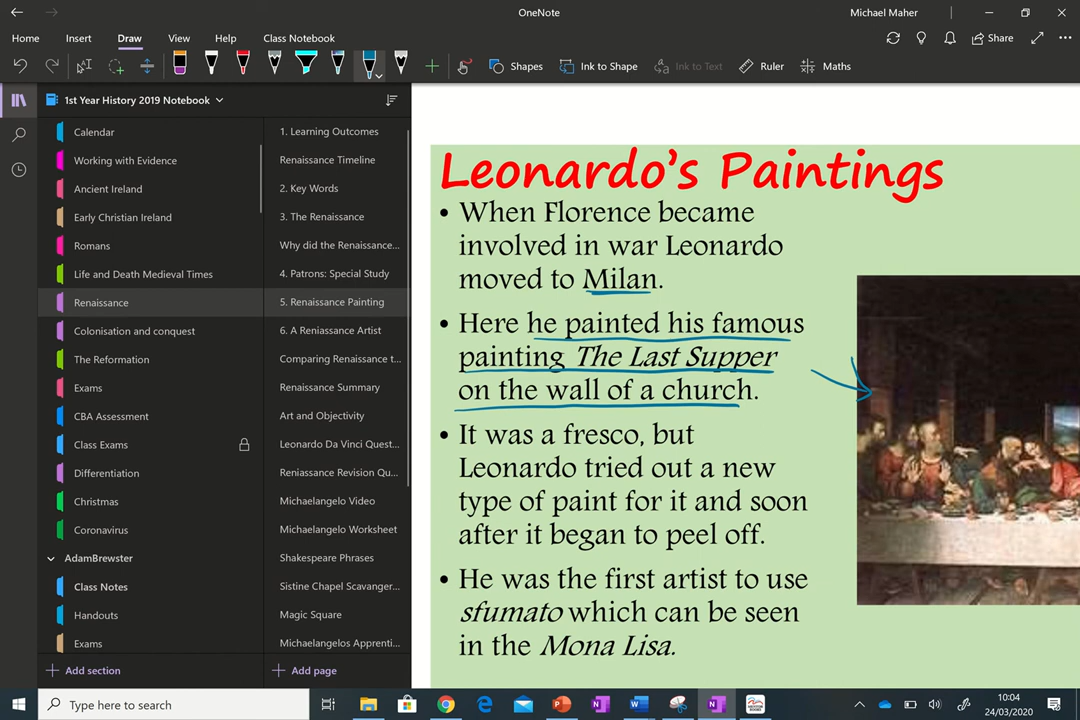 OneNote
Michael Maher
Home Insert Draw View Help Class Notebook
Share
Shapes Ink to Shape Ink to Text Ruler Maths
1st Year History 2019 Notebook
Calendar
Working with Evidence
Ancient Ireland
Early Christian Ireland
Romans
Life and Death Medieval Times
Renaissance
Colonisation and conquest
The Reformation
Exams
CBA Assessment
Class Exams
Differentiation
Christmas
Coronavirus
AdamBrewster
Class Notes
Handouts
Exams
Add section
1. Learning Outcomes
Renaissance Timeline
2. Key Words
3. The Renaissance
Why did the Renaissance...
4. Patrons: Special Study
5. Renaissance Painting
6. A Reniassance Artist
Comparing Renaissance t...
Renaissance Summary
Art and Objectivity
Leonardo Da Vinci Quest...
Reniassance Revision Qu...
Michaelangelo Video
Michaelangelo Worksheet
Shakespeare Phrases
Sistine Chapel Scavanger...
Magic Square
Michaelangelos Apprenti...
Add page
Leonardo's Paintings
• When Florence became
involved in war Leonardo
moved to Milan.
• Here he painted his famous
painting The Last Supper
on the wall of a church.
• It was a fresco, but
Leonardo tried out a new
type of paint for it and soon
after it began to peel off.
• He was the first artist to use
sfumato which can be seen
in the Mona Lisa.
Type here to search
10:04
24/03/2020